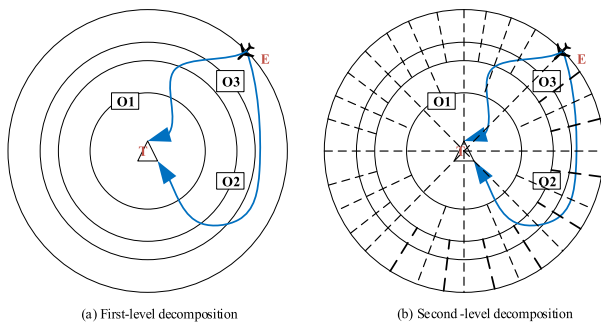 E
O3
O1
T
O2
(a) First-level decomposition
E
O3
O1
T
O2
(b) Second -level decomposition